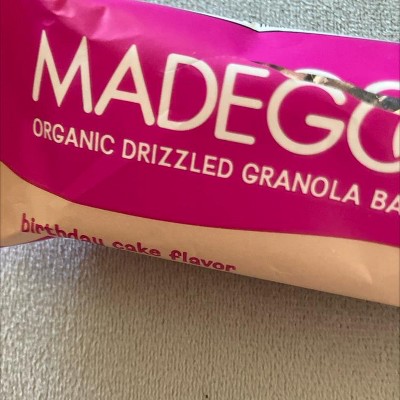 MADEGO
ORGANIC DRIZZLED GRANOLA BA
birthday cake flavor